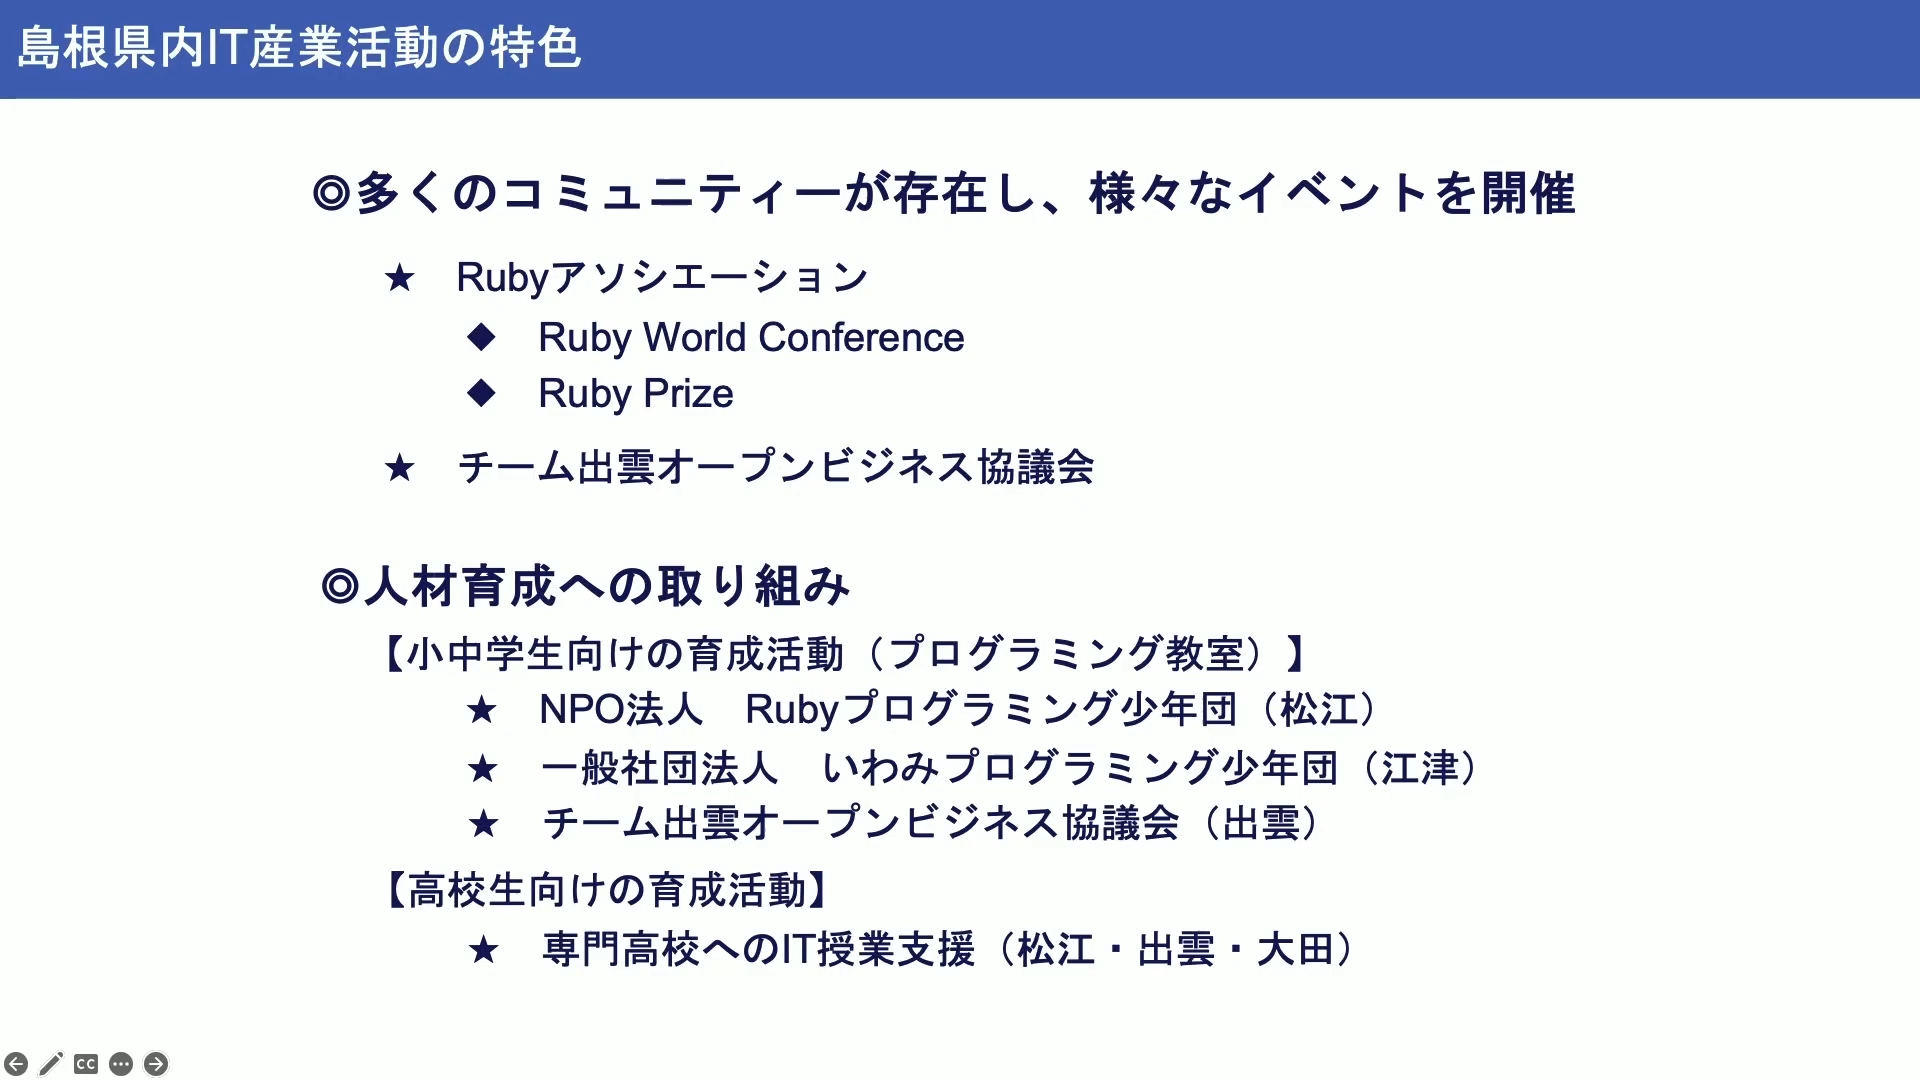 島根県内IT産業活動の特色
◎多くのコミュニティーが存在し、様々なイベントを開催
★ Rubyアソシエーション
◆ Ruby World Conference
◆ Ruby Prize
★ チーム出雲オープンビジネス協議会
◎人材育成への取り組み
【小中学生向けの育成活動（プログラミング教室）】
★ NPO法人 Rubyプログラミング少年団（松江）
★ 一般社団法人 いわみプログラミング少年団（江津）
★ チーム出雲オープンビジネス協議会（出雲）
【高校生向けの育成活動】
★ 専門高校へのIT授業支援（松江・出雲・大田）
CC